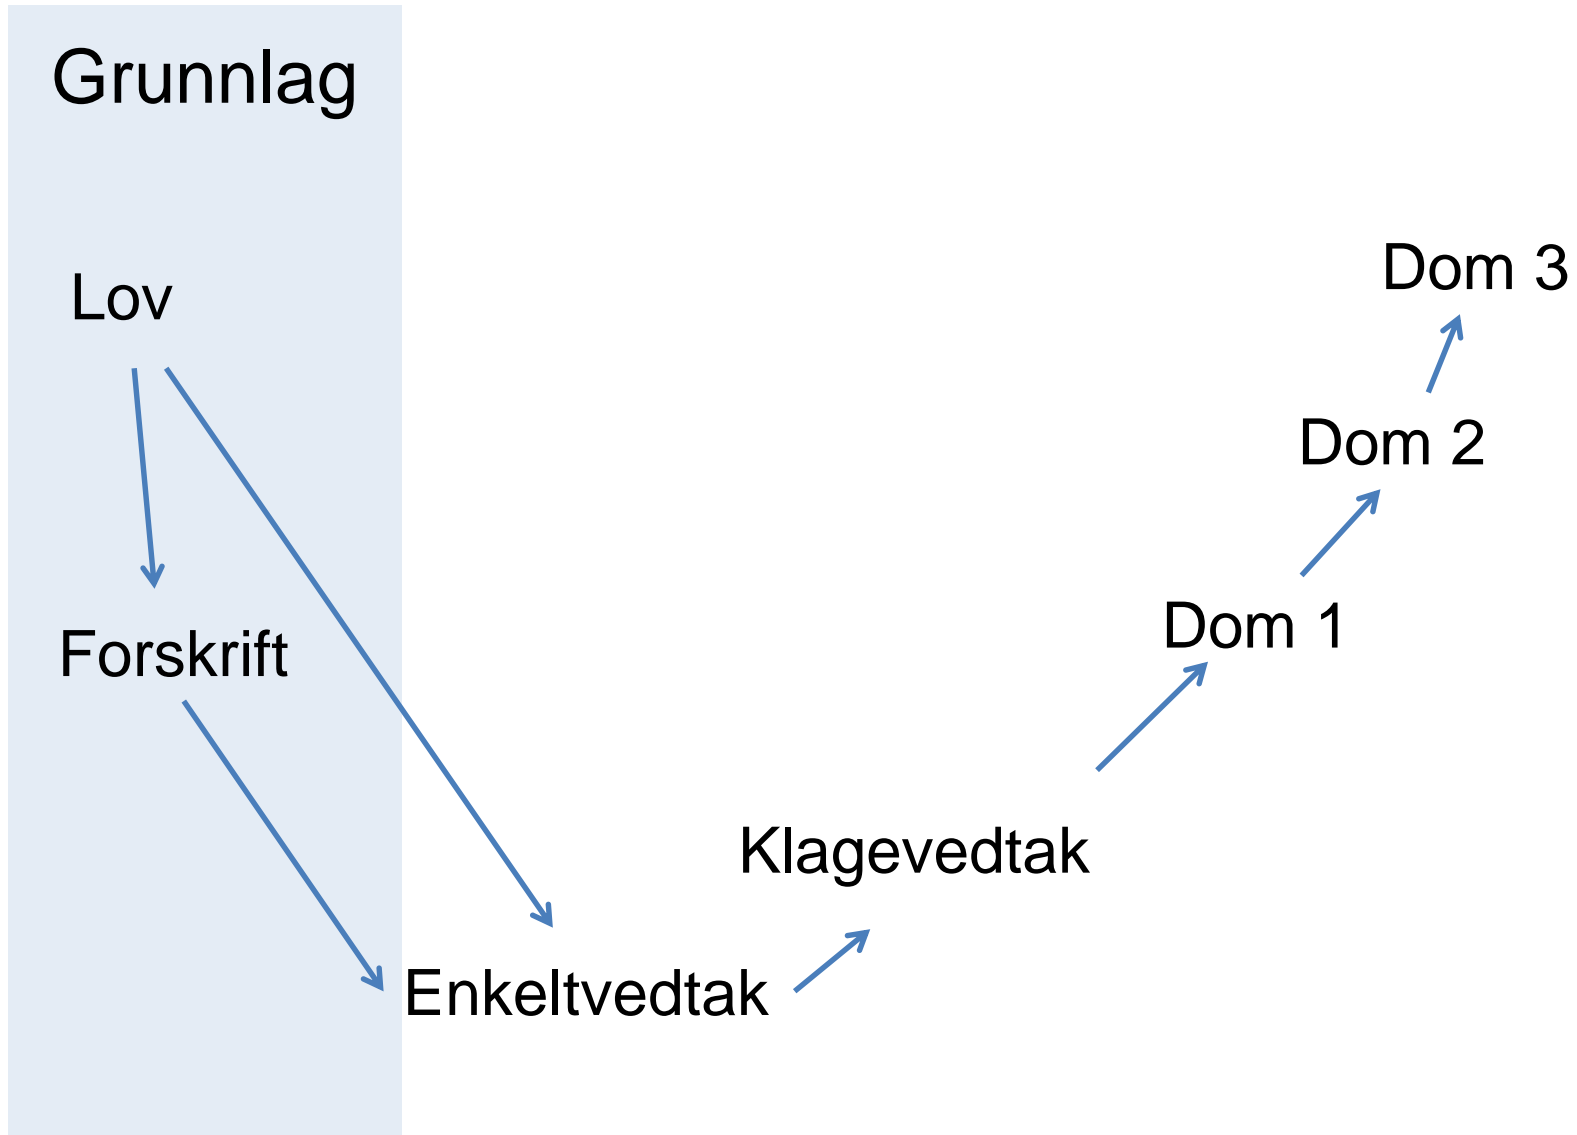 Grunnlag
Lov
Forskrift
Enkeltvedtak
Klagevedtak
Dom 1
Dom 2
Dom 3